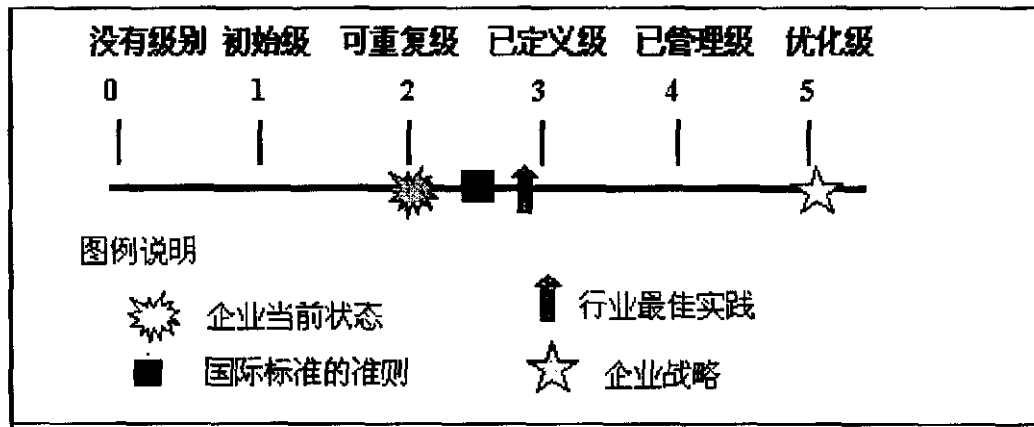 没有级别 初始级 可重复级 已定义级 已管理级 优化级
0 1 2 3 4 5
图例说明
企业当前状态 行业最佳实践
国际标准的准则 企业战略